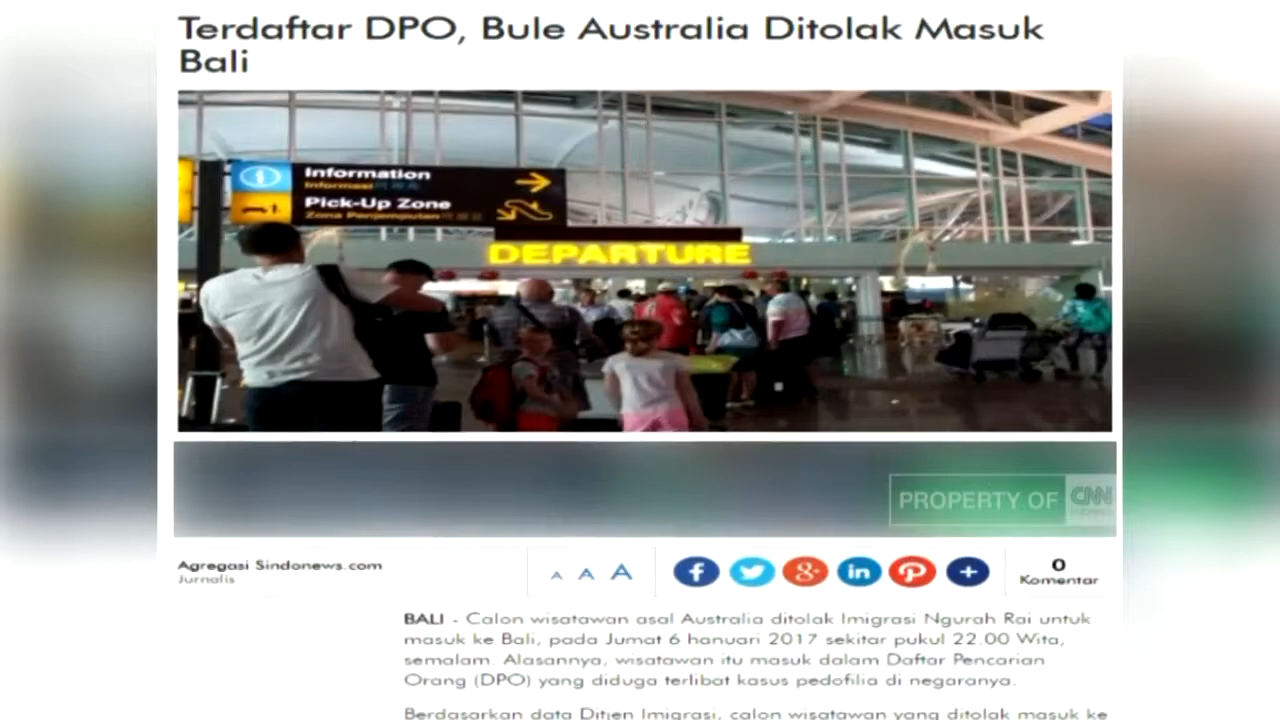 Terdaftar DPO, Bule Australia Ditolak Masuk
Bali
Information
Informasi
Pick-Up Zone
Zona Penjemputan
DEPARTURE
PROPERTY OF CNN
Agregasi Sindonews.com
Jurnalis
A A A
0
Komentar
BALI - Calon wisatawan asal Australia ditolak Imigrasi Ngurah Rai untuk
masuk ke Bali, pada Jumat 6 hanuari 2017 sekitar pukul 22.00 Wita,
semalam. Alasannya, wisatawan itu masuk dalam Daftar Pencarian
Orang (DPO) yang diduga terlibat kasus pedofilia di negaranya.
Berdasarkan data Ditjen Imigrasi, calon wisatawan yang ditolak masuk ke